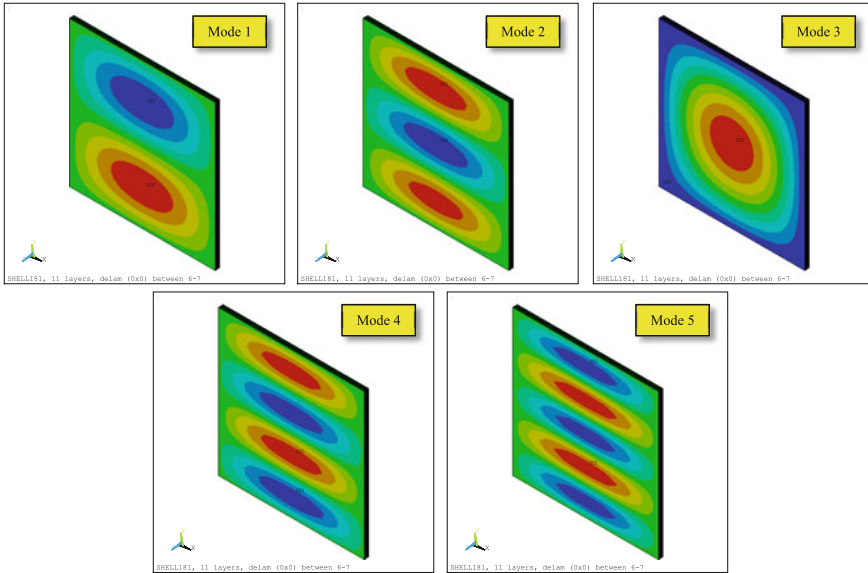 Mode 1
SHELL181, 11 layers, delam (0x0) between 6-7
Mode 2
SHELL181, 11 layers, delam (0x0) between 6-7
Mode 3
SHELL181, 11 layers, delam (0x0) between 6-7
Mode 4
SHELL181, 11 layers, delam (0x0) between 6-7
Mode 5
SHELL181, 11 layers, delam (0x0) between 6-7